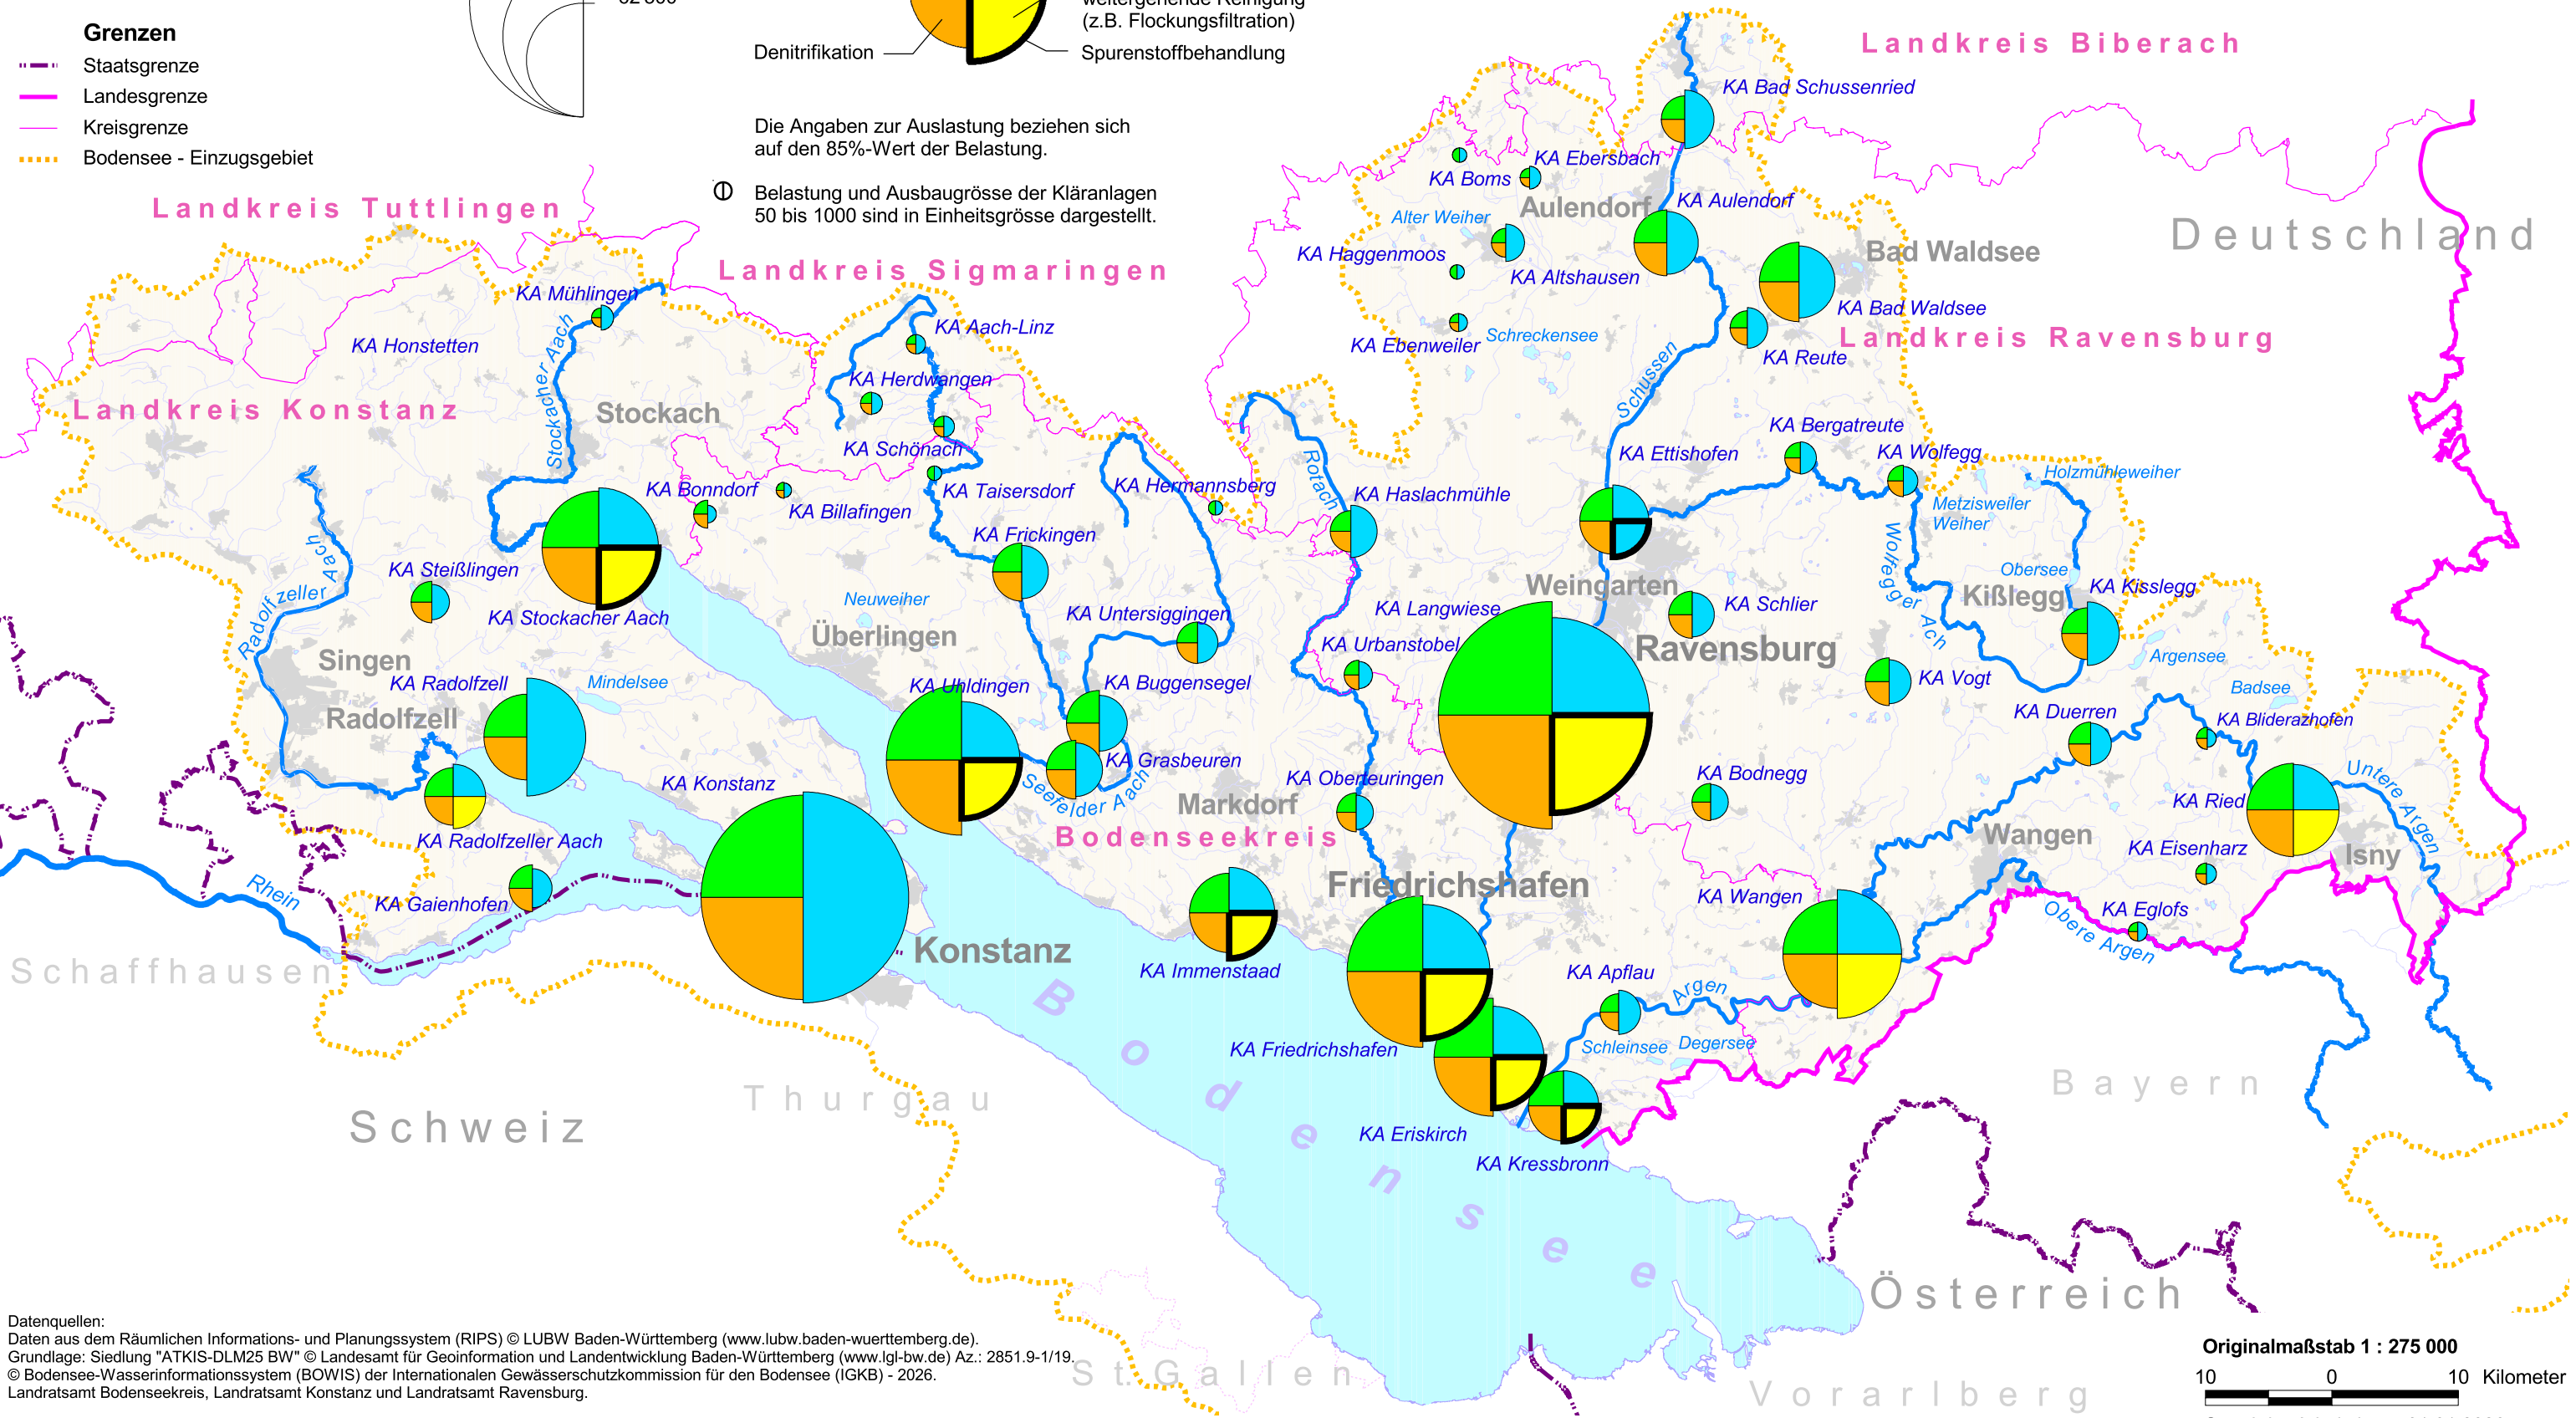 Grenzen
Staatsgrenze
Landesgrenze
Kreisgrenze
Bodensee - Einzugsgebiet
(z.B. Flockungsfiltration)
Denitrifikation
Spurenstoffbehandlung
Die Angaben zur Auslastung beziehen sich
auf den 85%-Wert der Belastung.
Belastung und Ausbaugrösse der Kläranlagen
50 bis 1000 sind in Einheitsgrösse dargestellt.
Landkreis Biberach
KA Bad Schussenried
KA Ebersbach
KA Boms
Landkreis Tuttlingen
Aulendorf
KA Aulendorf
Alter Weiher
Deutschland
KA Haggenmoos
Bad Waldsee
Landkreis Sigmaringen
KA Altshausen
KA Mühlingen
KA Bad Waldsee
KA Aach-Linz
Schreckensee
Landkreis Ravensburg
KA Honstetten
KA Ebenweiler
KA Reute
Stockacher Aach
KA Herdwangen
Schussen
Landkreis Konstanz
Stockach
KA Bergatreute
KA Schönach
KA Ettishofen
KA Wolfegg
Holzmühleweiher
Rotach
KA Bonndorf
KA Taisersdorf
KA Hermannsberg
KA Haslachmühle
KA Billafingen
Metzisweiler
Weiher
KA Frickingen
Radolfzeller Aach
KA Steißlingen
Wolfegger Ach
Obersee
Weingarten
KA Kisslegg
Neuweiher
Kißlegg
KA Stockacher Aach
KA Untersiggingen
KA Langwiese
KA Schlier
Überlingen
KA Urbanstobel
Ravensburg
Singen
Argensee
KA Radolfzell
Mindelsee
KA Uhldingen
KA Buggensegel
KA Vogt
Badsee
Radolfzell
KA Duerren
KA Bliderazhofen
KA Grasbeuren
KA Konstanz
Seefelder Aach
KA Oberteuringen
KA Bodnegg
Untere Argen
Markdorf
KA Ried
Bodenseekreis
Wangen
KA Radolfzeller Aach
KA Eisenharz
Isny
Rhein
KA Gaienhofen
Friedrichshafen
KA Wangen
KA Eglofs
Obere Argen
Konstanz
Schaffhausen
KA Immenstaad
KA Apflau
Argen
Bodensee
KA Friedrichshafen
Schleinsee
Degersee
Thurgau
Bayern
Schweiz
KA Eriskirch
KA Kressbronn
Österreich
Datenquellen:
Daten aus dem Räumlichen Informations- und Planungssystem (RIPS) © LUBW Baden-Württemberg (www.lubw.baden-wuerttemberg.de).
Grundlage: Siedlung "ATKIS-DLM25 BW" © Landesamt für Geoinformation und Landentwicklung Baden-Württemberg (www.lgl-bw.de) Az.: 2851.9-1/19.
© Bodensee-Wasserinformationssystem (BOWIS) der Internationalen Gewässerschutzkommission für den Bodensee (IGKB) - 2026.
Landratsamt Bodenseekreis, Landratsamt Konstanz und Landratsamt Ravensburg.
St. Gallen
Vorarlberg
Originalmaßstab 1 : 275 000
10 0 10 Kilometer